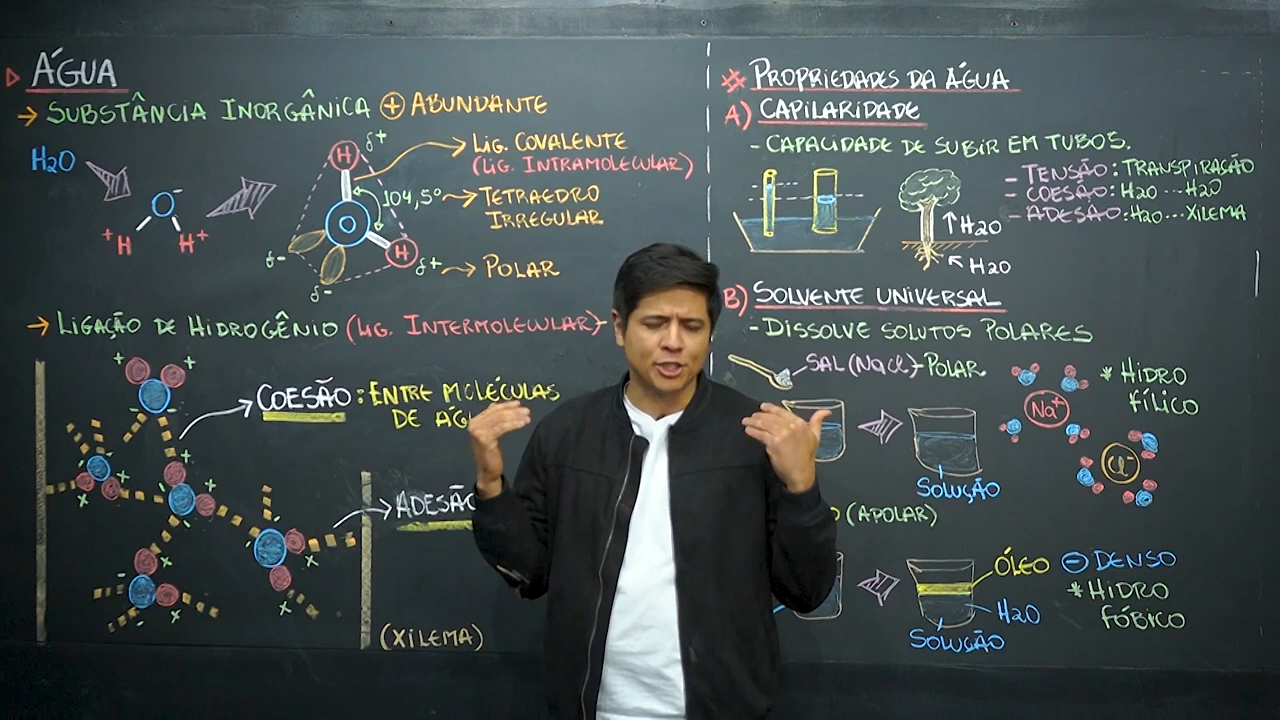 ÁGUA
→ SUBSTÂNCIA INORGÂNICA ⊕ ABUNDANTE
H2O
O
-
+H
H+
H
δ+
O
H
δ+
δ-
δ-
104,5°
LIG. COVALENTE
(LIG. INTRAMOLECULAR)
TETRAEDRO
IRREGULAR
POLAR
→ LIGAÇÃO DE HIDROGÊNIO (LIG. INTERMOLECULAR)
COESÃO: ENTRE MOLÉCULAS
DE
ADESÃO
(XILEMA)
# PROPRIEDADES DA ÁGUA
A) CAPILARIDADE
- CAPACIDADE DE SUBIR EM TUBOS.
- TENSÃO: TRANSPIRAÇÃO
- COESÃO: H2O ... H2O
- ADESÃO: H2O ... XILEMA
↑H2O
H2O
B) SOLVENTE UNIVERSAL
- DISSOLVE SOLUTOS POLARES
SAL (NaCl) - POLAR
SOLUÇÃO
Na+
Cl-
* HIDRO
FÍLICO
(APOLAR)
ÓLEO
H2O
SOLUÇÃO
⊖ DENSO
* HIDRO
FÓBICO